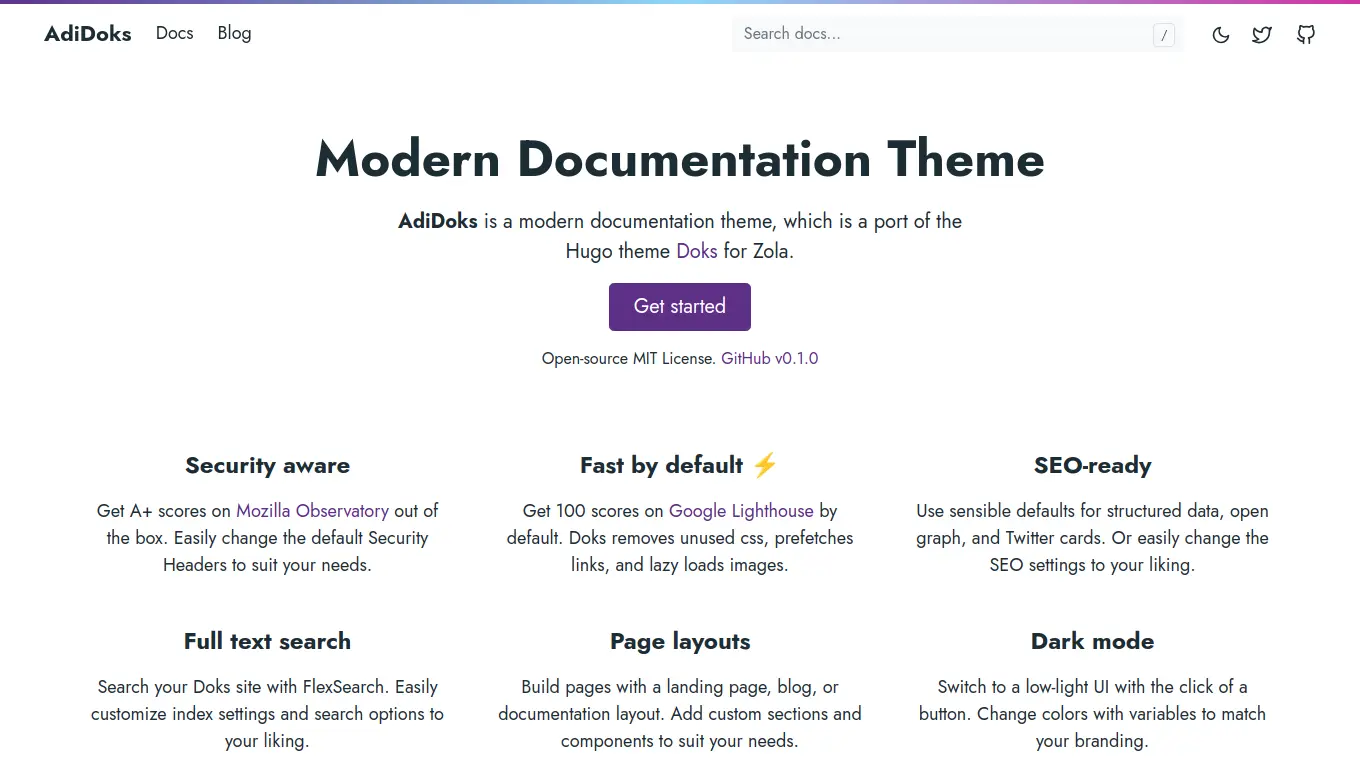 AdiDoks Docs Blog Search docs... /
Modern Documentation Theme
AdiDoks is a modern documentation theme, which is a port of the
Hugo theme Doks for Zola.
Get started
Open-source MIT License. GitHub v0.1.0
Security aware
Get A+ scores on Mozilla Observatory out of
the box. Easily change the default Security
Headers to suit your needs.
Fast by default ⚡
Get 100 scores on Google Lighthouse by
default. Doks removes unused css, prefetches
links, and lazy loads images.
SEO-ready
Use sensible defaults for structured data, open
graph, and Twitter cards. Or easily change the
SEO settings to your liking.
Full text search
Search your Doks site with FlexSearch. Easily
customize index settings and search options to
your liking.
Page layouts
Build pages with a landing page, blog, or
documentation layout. Add custom sections and
components to suit your needs.
Dark mode
Switch to a low-light UI with the click of a
button. Change colors with variables to match
your branding.